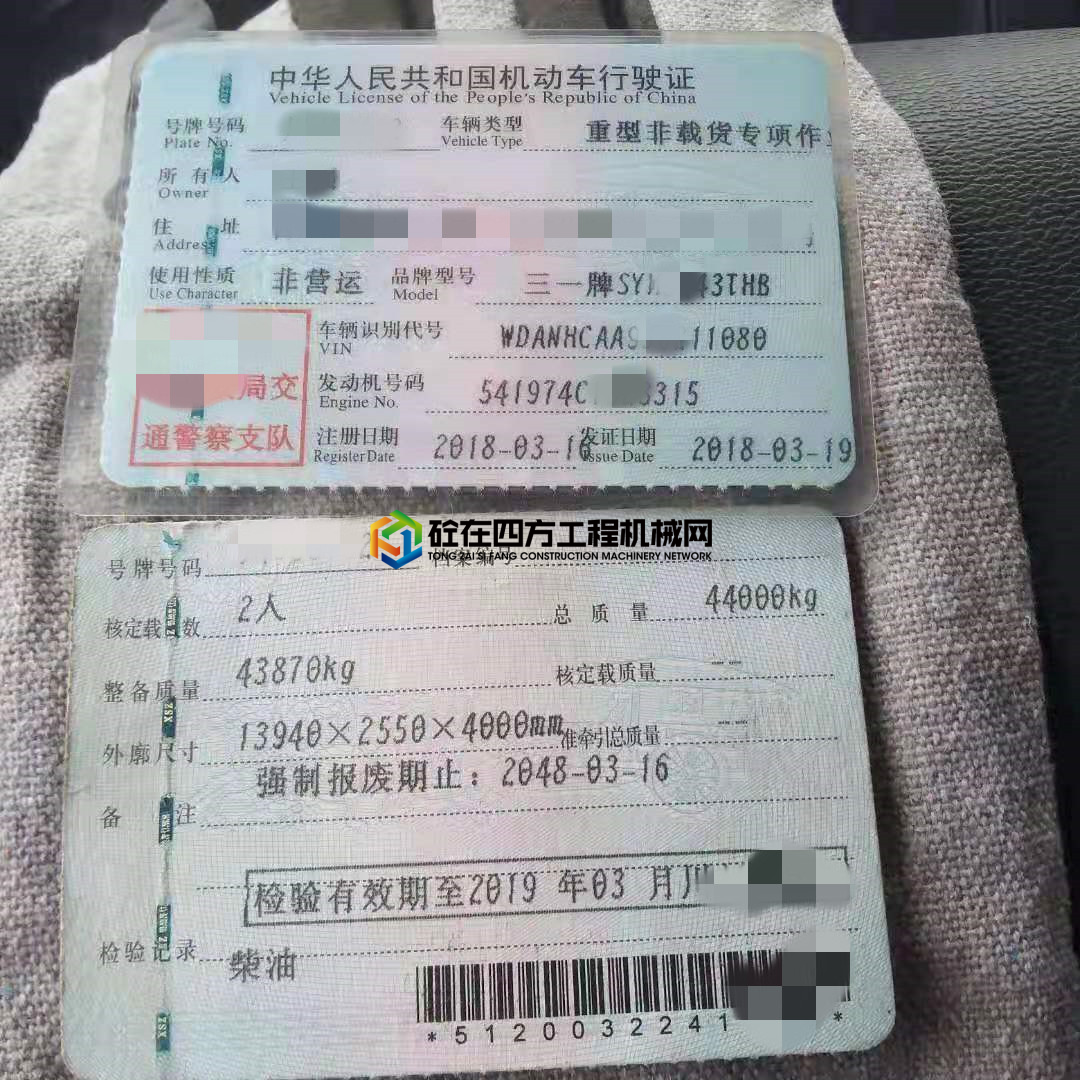 中华人民共和国机动车行驶证
Vehicle License of the People's Republic of China
号牌号码 车辆类型 重型非载货专项作
Plate No. Vehicle Type
所有人
Owner
住址
Address
使用性质 非营运 品牌型号 三一牌SY 43THB
Use Character Model
车辆识别代号 WDANHCAA9 11080
VIN
发动机号码 541974C 3315
Engine No.
局交
通警察支队
注册日期 2018-03-16 发证日期 2018-03-19
Register Date Issue Date
砼在四方工程机械网
TONG ZAI SI FANG CONSTRUCTION MACHINERY NETWORK
号牌号码 档案编号
核定载人数 2人 总质量 44000kg
整备质量 43870kg 核定载质量 --
外廓尺寸 13940×2550×4000mm 准牵引总质量 --
强制报废期止：2048-03-16
备注
检验有效期至2019 年03 月
检验记录
柴油
*5120032241 *